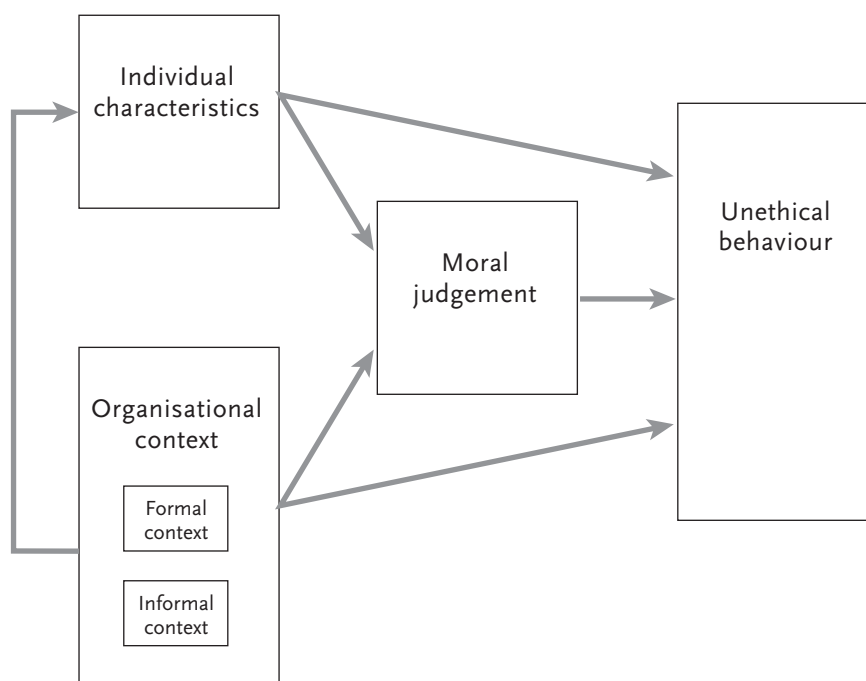 Individual
characteristics
Unethical
behaviour
Moral
judgement
Organisational
context
Formal
context
Informal
context